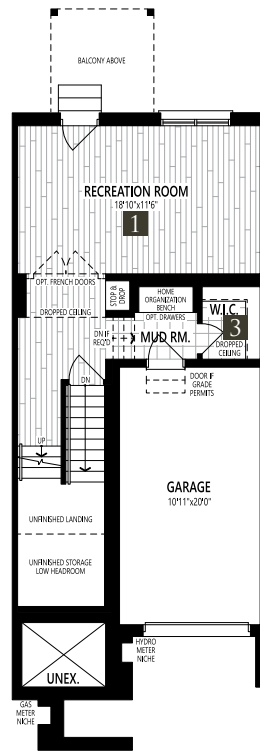 BALCONY ABOVE
RECREATION ROOM
18'10"x11'6"
1
OPT. FRENCH DOORS
STOP &
DROP
HOME
ORGANIZATION
BENCH
OPT. DRAWERS
W.I.C.
3
DROPPED
CEILING
DROPPED CEILING
DN IF
REQ'D
MUD RM.
DN
DOOR IF
GRADE
PERMITS
UP
GARAGE
10'11"x20'0"
UNFINISHED LANDING
UNFINISHED STORAGE
LOW HEADROOM
HYDRO
METER
NICHE
UNEX.
GAS
METER
NICHE